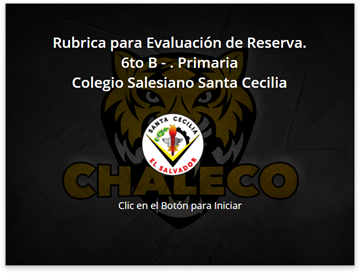 Rubrica para Evaluación de Reserva.
6to B - . Primaria
Colegio Salesiano Santa Cecilia
SANTA CECILIA
EL SALVADOR
CHALECO
Clic en el Botón para Iniciar